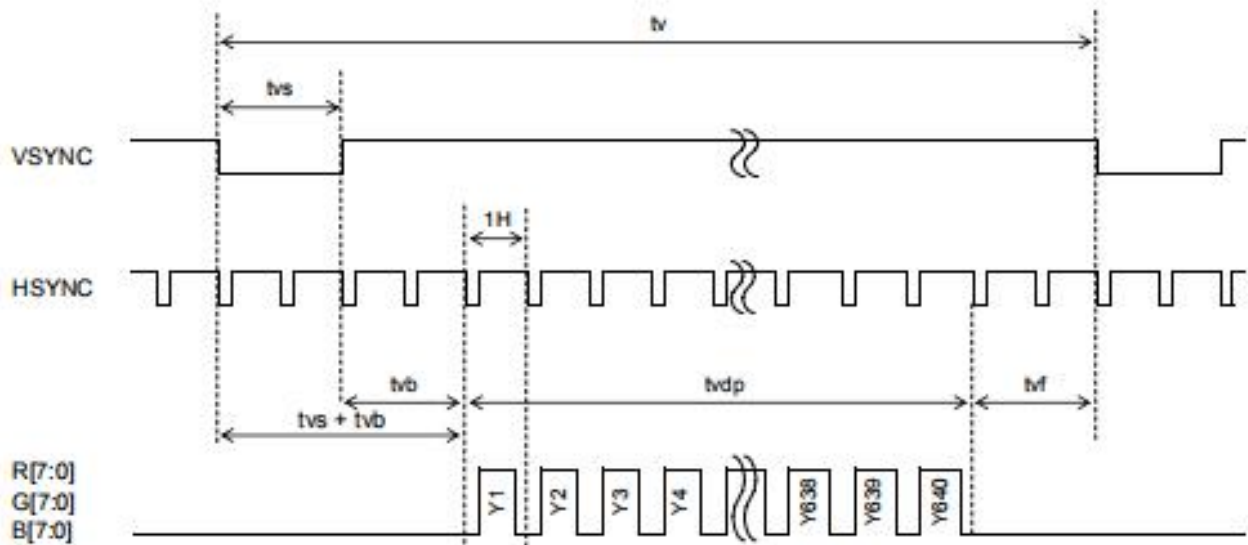 tv
tvs
VSYNC
1H
HSYNC
tvb
tvdp
tvf
tvs + tvb
R[7:0]
G[7:0]
B[7:0]
Y1
Y2
Y3
Y4
Y638
Y639
Y640